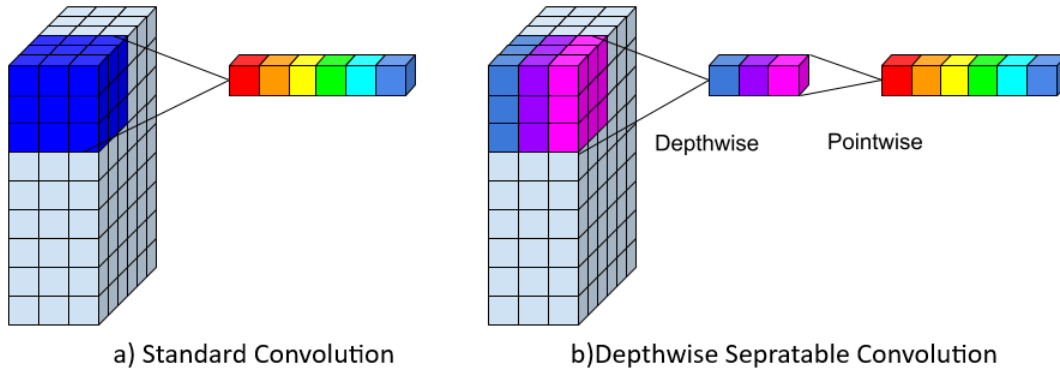 Depthwise
Pointwise
a) Standard Convolution
b)Depthwise Sepratable Convolution